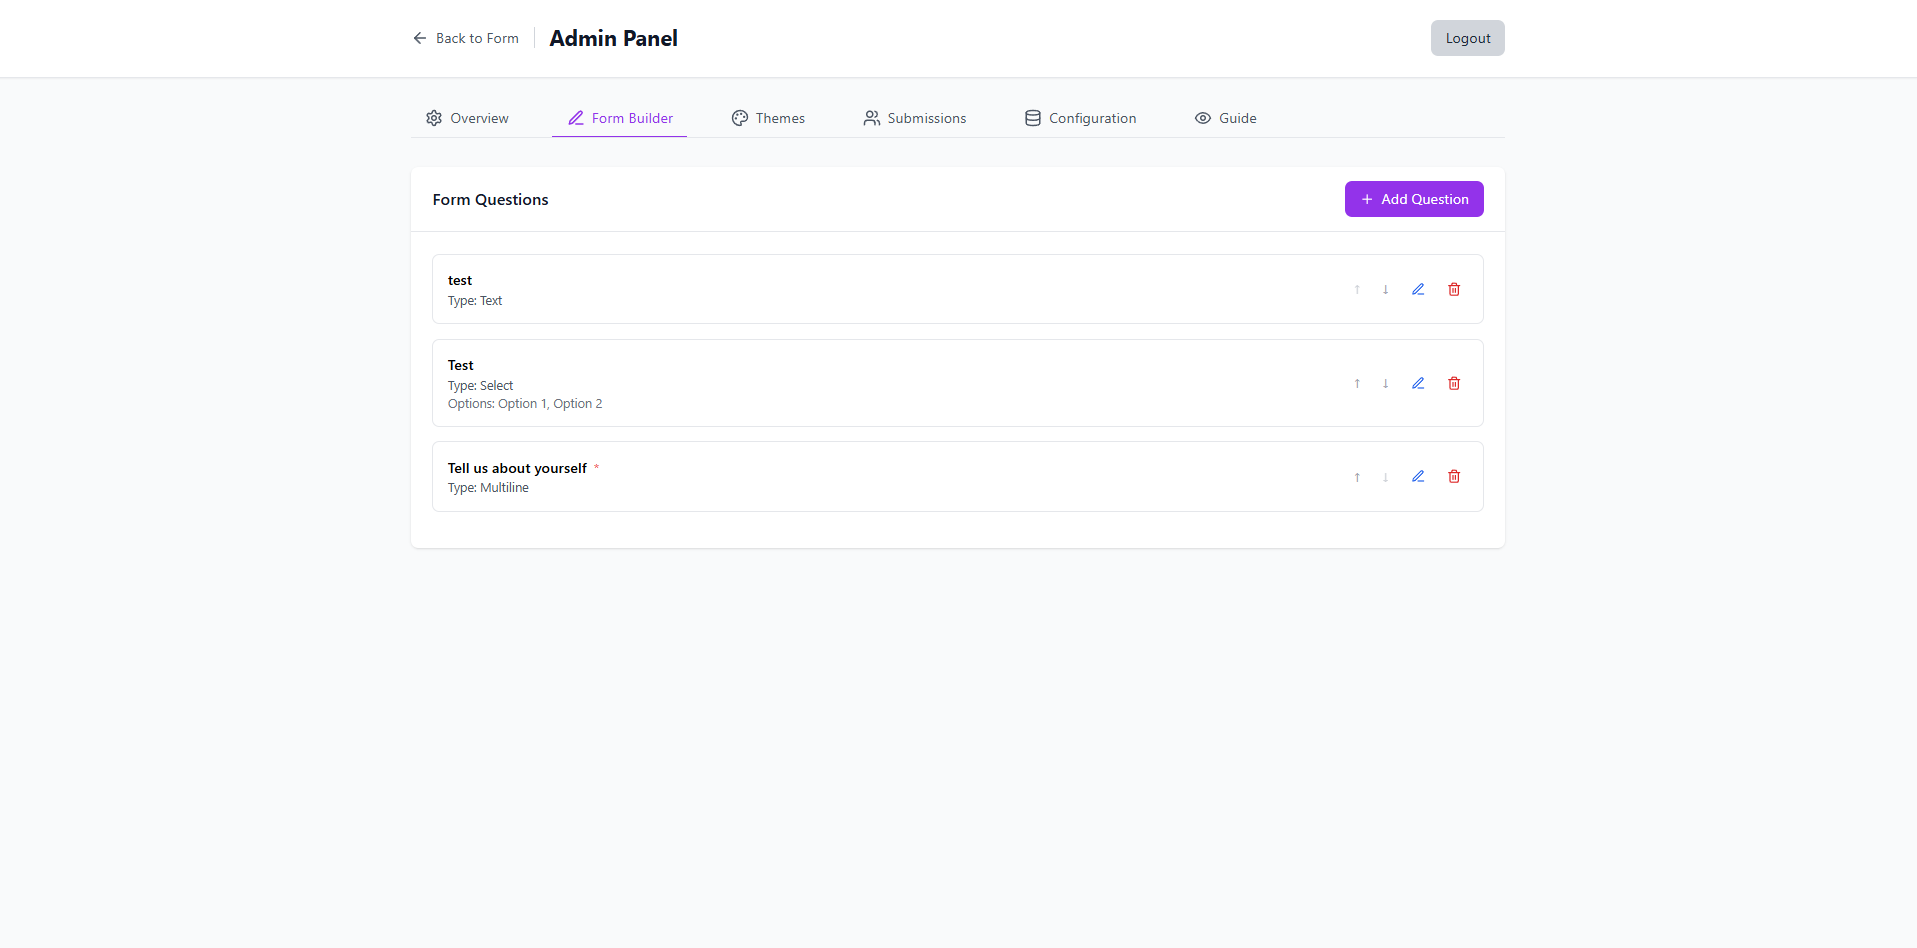 Back to Form
Admin Panel
Logout
Overview
Form Builder
Themes
Submissions
Configuration
Guide
Form Questions
+ Add Question
test
Type: Text
↑ ↓
Test
Type: Select
Options: Option 1, Option 2
↑ ↓
Tell us about yourself *
Type: Multiline
↑ ↓